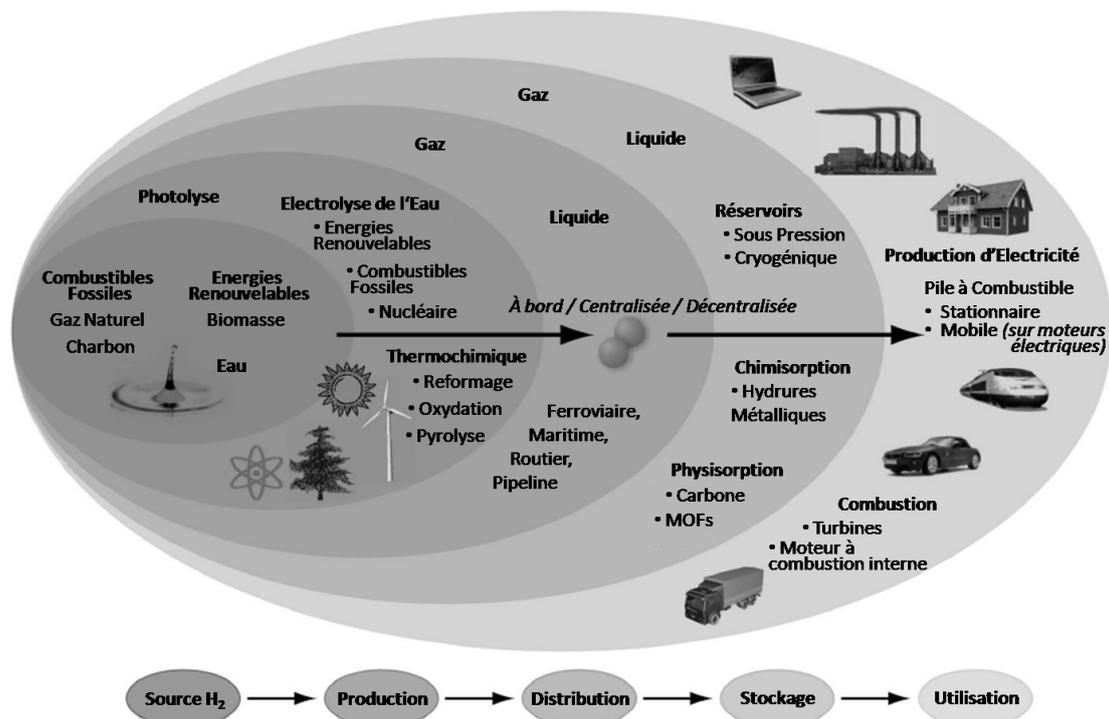 Combustibles
Fossiles
Gaz Naturel
Charbon
Energies
Renouvelables
Biomasse
Eau
Photolyse
Electrolyse de l'Eau
• Energies
Renouvelables
• Combustibles
Fossiles
• Nucléaire
Thermochimique
• Reformage
• Oxydation
• Pyrolyse
Gaz
Liquide
À bord / Centralisée / Décentralisée
Ferroviaire,
Maritime,
Routier,
Pipeline
Gaz
Liquide
Réservoirs
• Sous Pression
• Cryogénique
Chimisorption
• Hydrures
Métalliques
Physisorption
• Carbone
• MOFs
Production d'Electricité
Pile à Combustible
• Stationnaire
• Mobile (sur moteurs
électriques)
Combustion
• Turbines
• Moteur à
combustion interne
Source H₂
Production
Distribution
Stockage
Utilisation